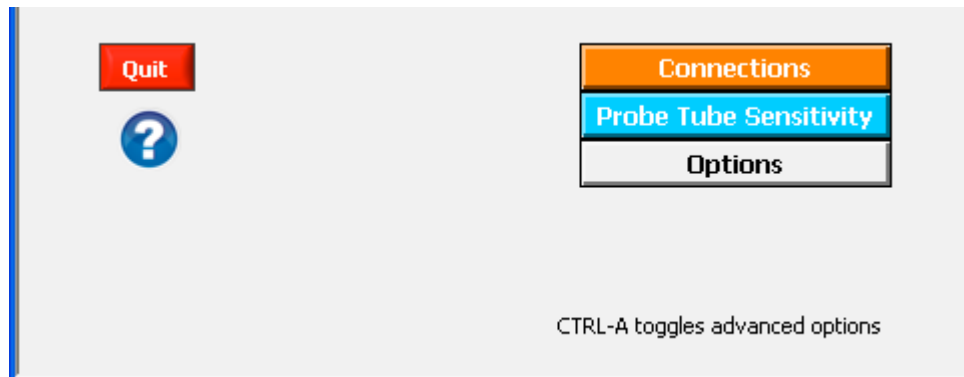 Quit
?
Connections
Probe Tube Sensitivity
Options
CTRL-A toggles advanced options